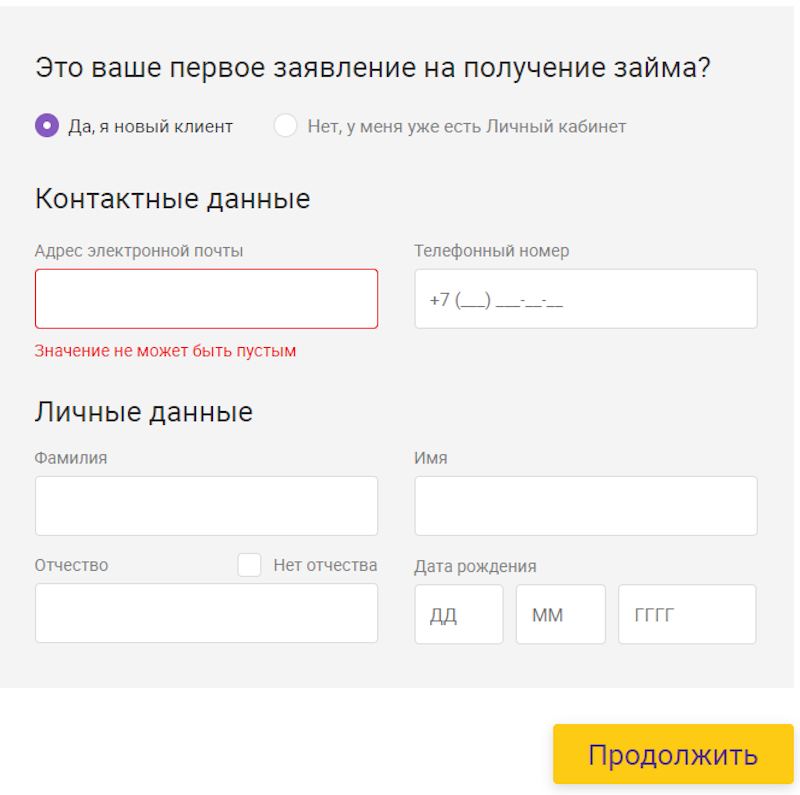 Это ваше первое заявление на получение займа?
Да, я новый клиент Нет, у меня уже есть Личный кабинет
Контактные данные
Адрес электронной почты Телефонный номер
+7 (___) ___-__-__
Значение не может быть пустым
Личные данные
Фамилия Имя
Отчество Нет отчества Дата рождения
ДД ММ ГГГГ
Продолжить